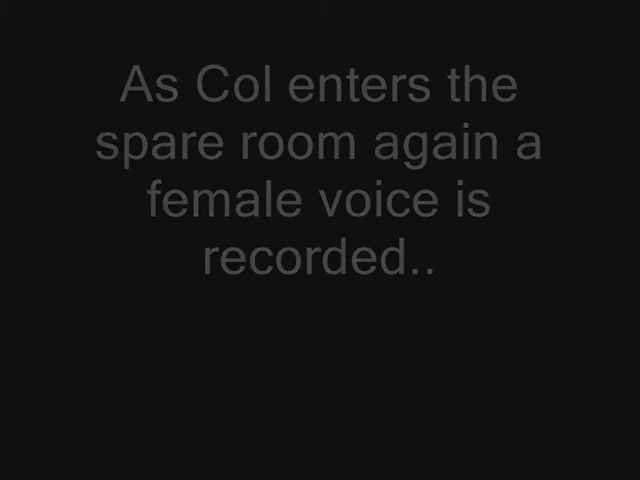 As Col enters the
spare room again a
female voice is
recorded..